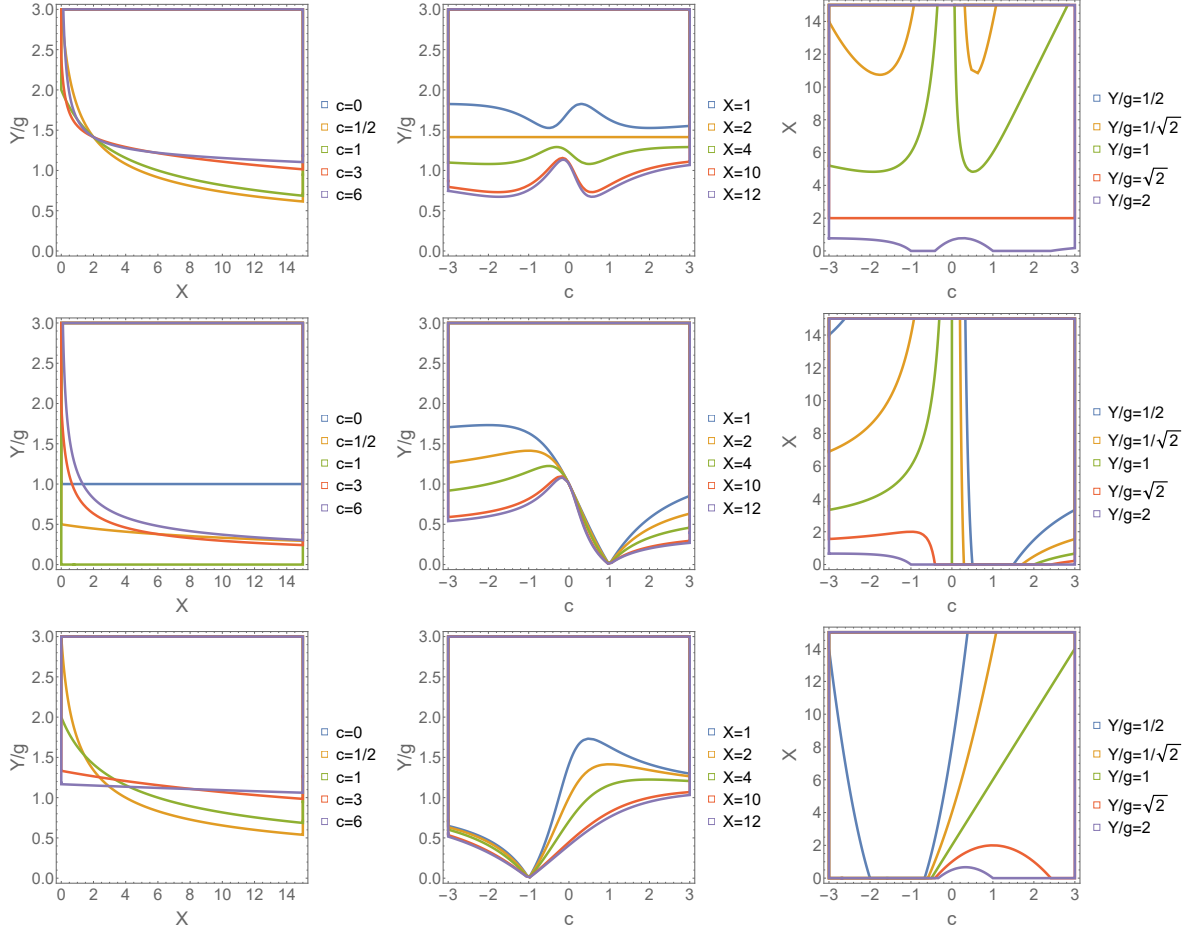 3.0
2.5
2.0
1.5
1.0
0.5
0.0
Y/g
0 2 4 6 8 10 12 14
X
c=0
c=1/2
c=1
c=3
c=6
3.0
2.5
2.0
1.5
1.0
0.5
0.0
Y/g
−3 −2 −1 0 1 2 3
c
X=1
X=2
X=4
X=10
X=12
14
12
10
8
6
4
2
0
X
−3 −2 −1 0 1 2 3
c
Y/g=1/2
Y/g=1/√2
Y/g=1
Y/g=√2
Y/g=2
3.0
2.5
2.0
1.5
1.0
0.5
0.0
Y/g
0 2 4 6 8 10 12 14
X
c=0
c=1/2
c=1
c=3
c=6
3.0
2.5
2.0
1.5
1.0
0.5
0.0
Y/g
−3 −2 −1 0 1 2 3
c
X=1
X=2
X=4
X=10
X=12
14
12
10
8
6
4
2
0
X
−3 −2 −1 0 1 2 3
c
Y/g=1/2
Y/g=1/√2
Y/g=1
Y/g=√2
Y/g=2
3.0
2.5
2.0
1.5
1.0
0.5
0.0
Y/g
0 2 4 6 8 10 12 14
X
c=0
c=1/2
c=1
c=3
c=6
3.0
2.5
2.0
1.5
1.0
0.5
0.0
Y/g
−3 −2 −1 0 1 2 3
c
X=1
X=2
X=4
X=10
X=12
14
12
10
8
6
4
2
0
X
−3 −2 −1 0 1 2 3
c
Y/g=1/2
Y/g=1/√2
Y/g=1
Y/g=√2
Y/g=2